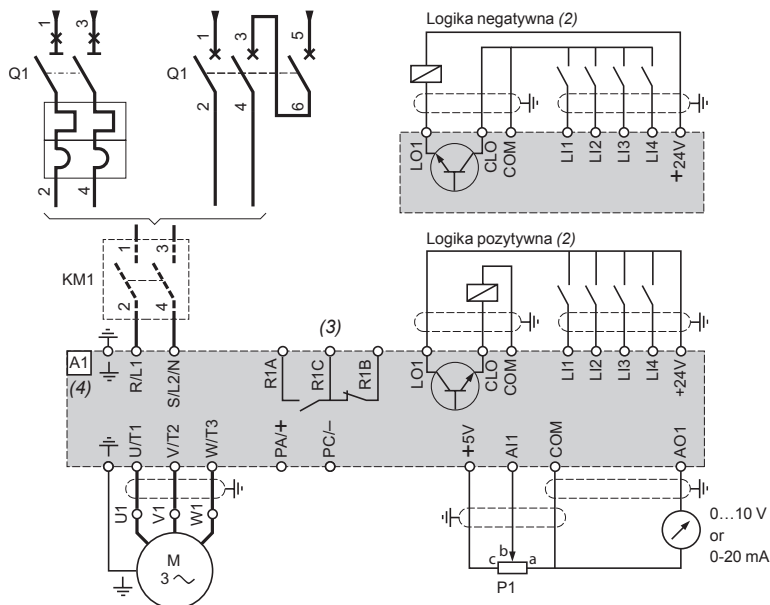 Logika negatywna (2)
1
3
1
3
5
Q1
Q1
2
4
6
2
4
LO1
CLO
COM
LI1
LI2
LI3
LI4
+24V
Logika pozytywna (2)
1
3
KM1
2
4
(3)
A1
(4)
R/L1
S/L2/N
R1A
R1C
R1B
LO1
CLO
COM
LI1
LI2
LI3
LI4
+24V
U/T1
V/T2
W/T3
PA/+
PC/–
+5V
AI1
COM
AO1
U1
V1
W1
M
3
c
b
a
P1
0...10 V
or
0-20 mA